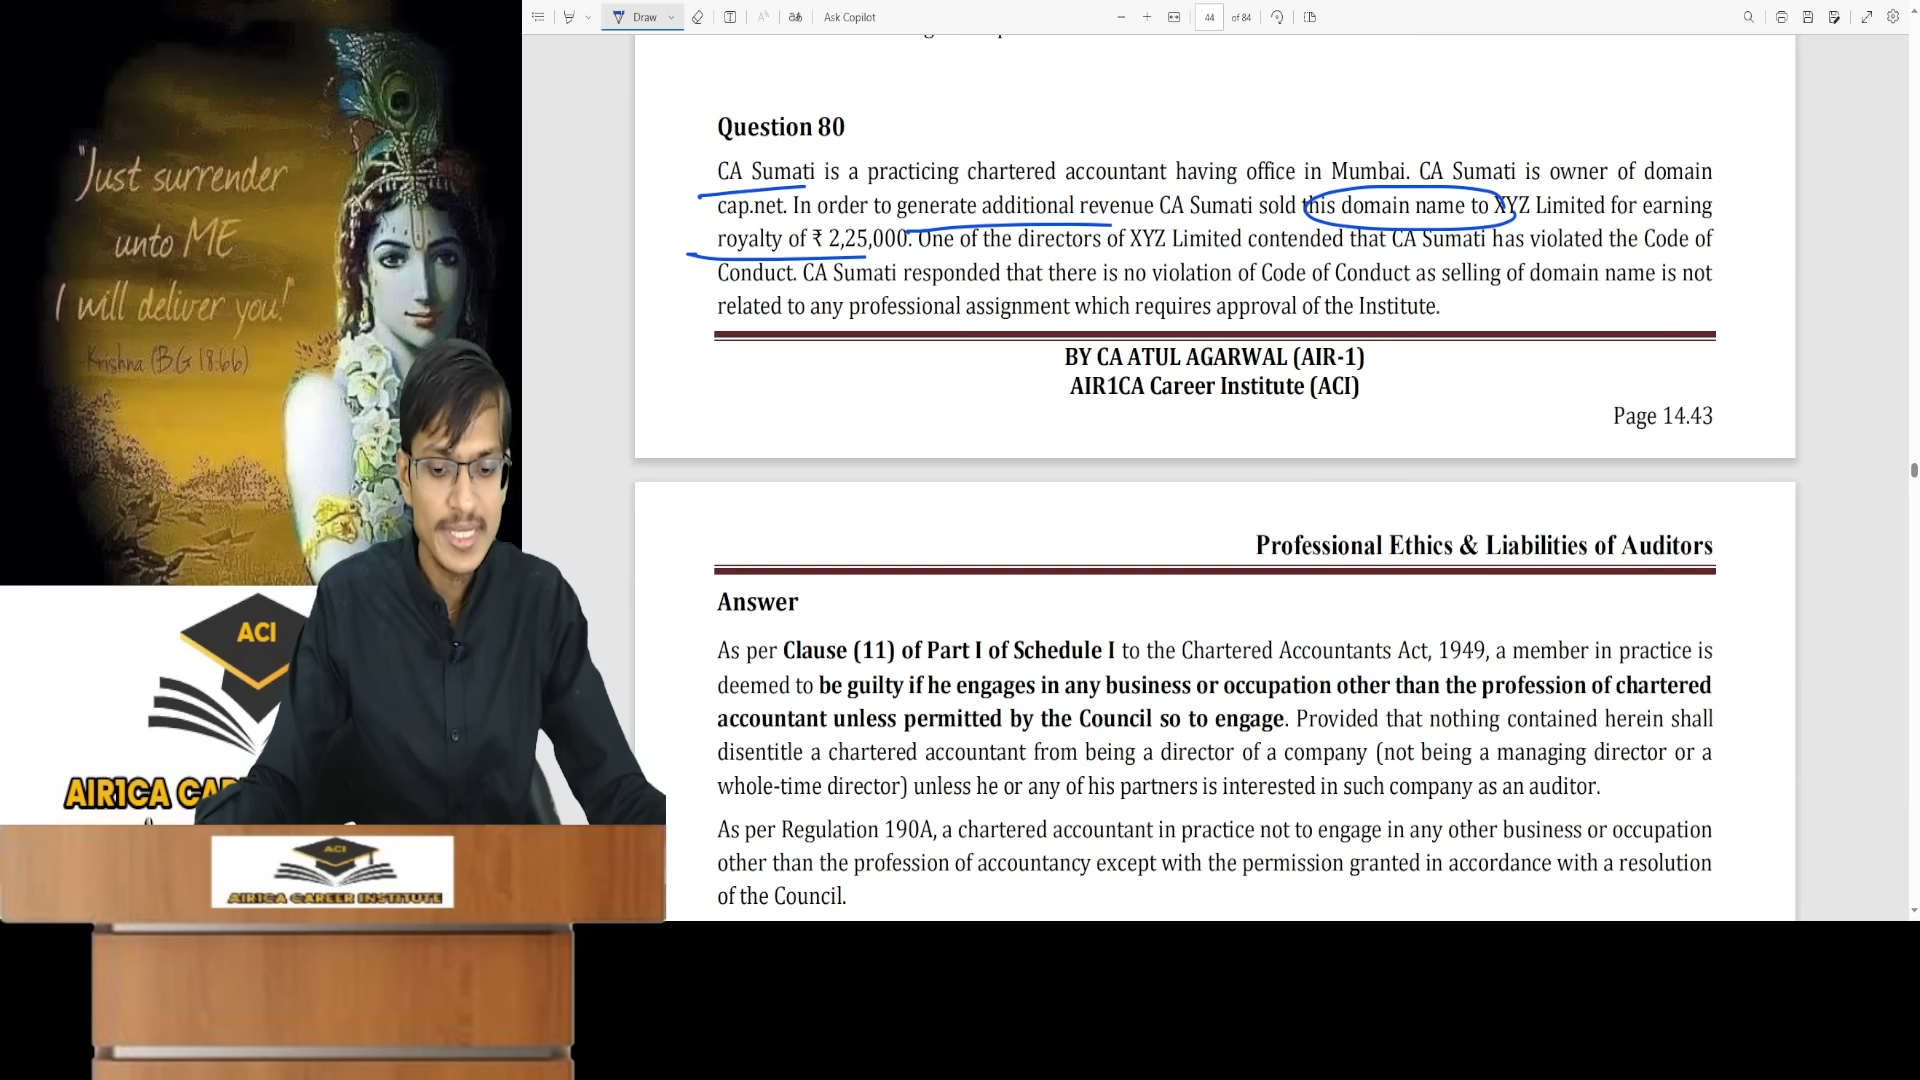 Draw
Ask Copilot
44
of 84
"Just surrender
unto ME
I will deliver you!"
Krishna (B.G 18:66)
Question 80
CA Sumati is a practicing chartered accountant having office in Mumbai. CA Sumati is owner of domain
cap.net. In order to generate additional revenue CA Sumati sold this domain name to XYZ Limited for earning
royalty of ₹ 2,25,000. One of the directors of XYZ Limited contended that CA Sumati has violated the Code of
Conduct. CA Sumati responded that there is no violation of Code of Conduct as selling of domain name is not
related to any professional assignment which requires approval of the Institute.
BY CA ATUL AGARWAL (AIR-1)
AIR1CA Career Institute (ACI)
Page 14.43
Professional Ethics & Liabilities of Auditors
Answer
As per Clause (11) of Part I of Schedule I to the Chartered Accountants Act, 1949, a member in practice is
deemed to be guilty if he engages in any business or occupation other than the profession of chartered
accountant unless permitted by the Council so to engage. Provided that nothing contained herein shall
disentitle a chartered accountant from being a director of a company (not being a managing director or a
whole-time director) unless he or any of his partners is interested in such company as an auditor.
As per Regulation 190A, a chartered accountant in practice not to engage in any other business or occupation
other than the profession of accountancy except with the permission granted in accordance with a resolution
of the Council.
ACI
AIR1CA
ACI
AIR1CA CAREER INSTITUTE